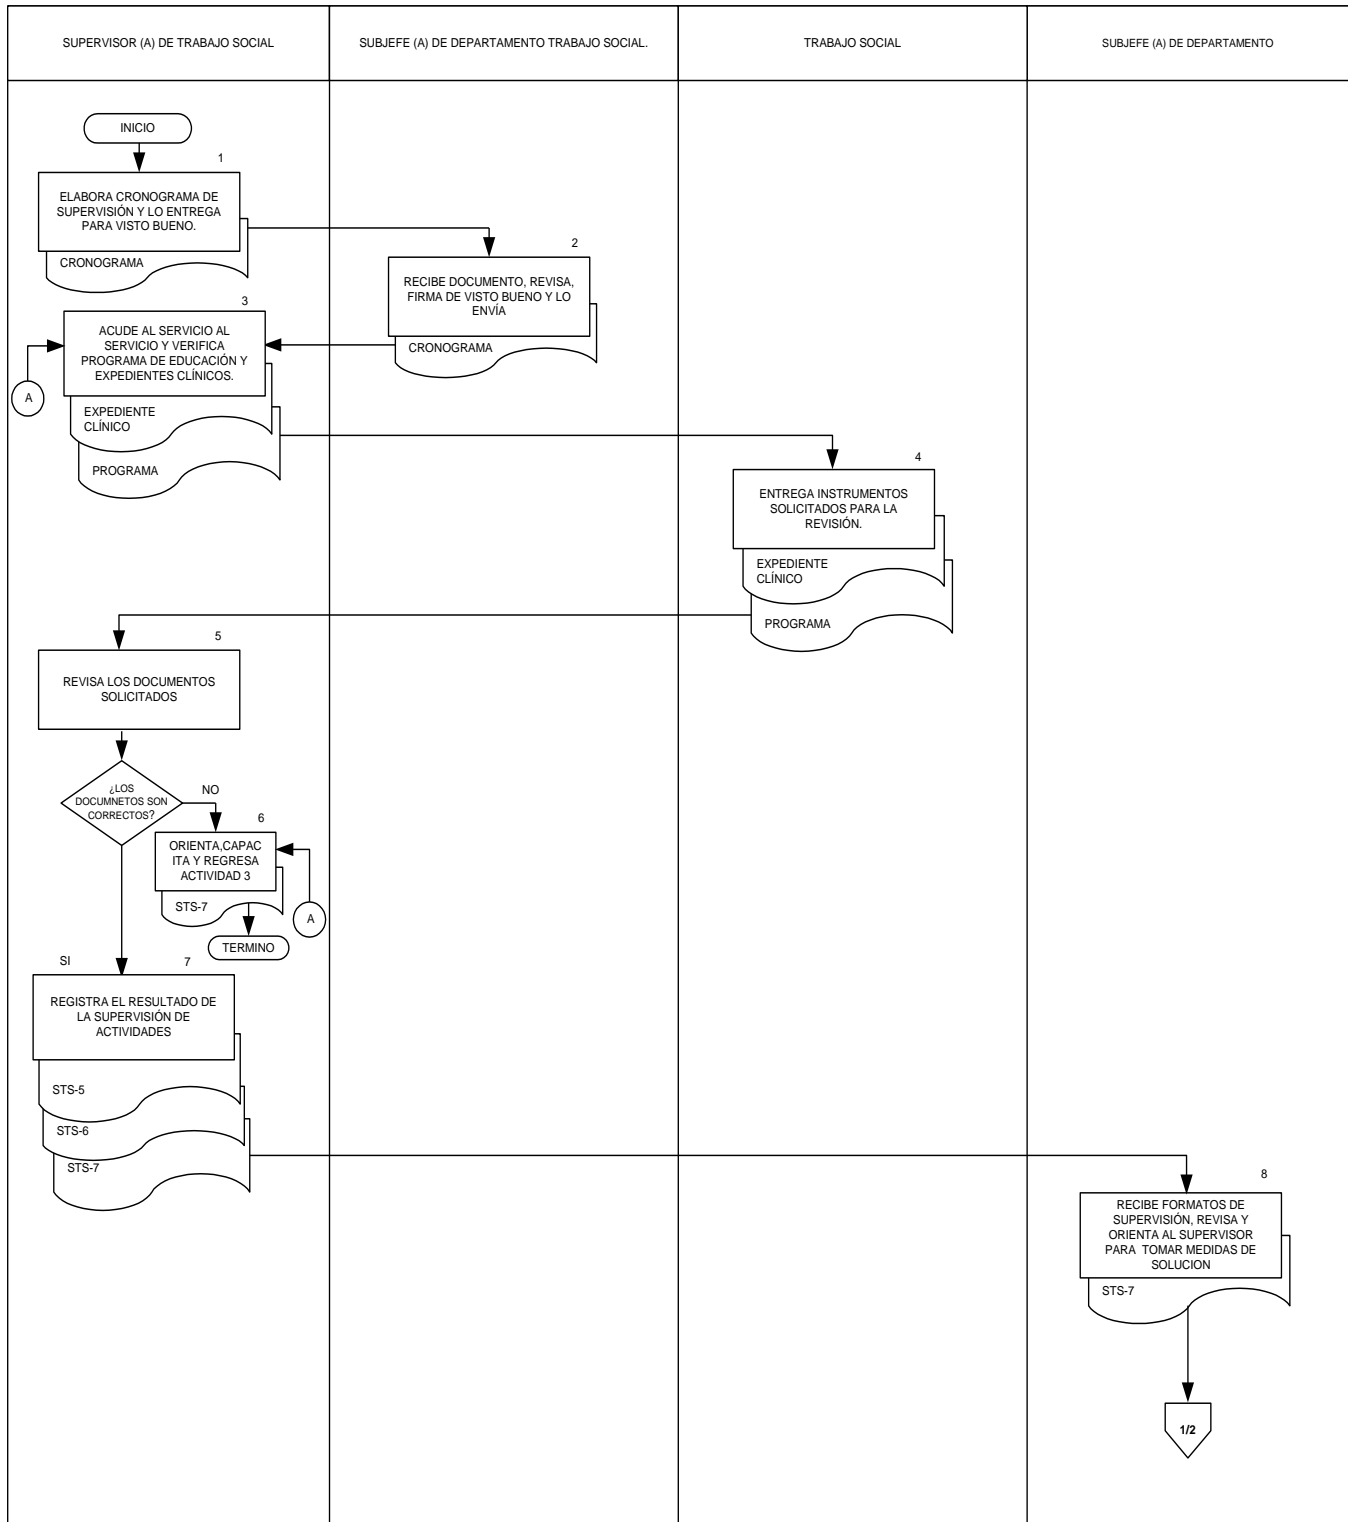 SUPERVISOR (A) DE TRABAJO SOCIAL
SUBJEFE (A) DE DEPARTAMENTO TRABAJO SOCIAL.
TRABAJO SOCIAL
SUBJEFE (A) DE DEPARTAMENTO
INICIO
1
ELABORA CRONOGRAMA DE
SUPERVISIÓN Y LO ENTREGA
PARA VISTO BUENO.
CRONOGRAMA
2
RECIBE DOCUMENTO, REVISA,
FIRMA DE VISTO BUENO Y LO
ENVÍA
CRONOGRAMA
3
ACUDE AL SERVICIO AL
SERVICIO Y VERIFICA
PROGRAMA DE EDUCACIÓN Y
EXPEDIENTES CLÍNICOS.
A
EXPEDIENTE
CLÍNICO
PROGRAMA
4
ENTREGA INSTRUMENTOS
SOLICITADOS PARA LA
REVISIÓN.
EXPEDIENTE
CLÍNICO
PROGRAMA
5
REVISA LOS DOCUMENTOS
SOLICITADOS
¿LOS
DOCUMNETOS SON
CORRECTOS?
NO
6
ORIENTA,CAPAC
ITA Y REGRESA
ACTIVIDAD 3
STS-7
A
TERMINO
SI
7
REGISTRA EL RESULTADO DE
LA SUPERVISIÓN DE
ACTIVIDADES
STS-5
STS-6
STS-7
8
RECIBE FORMATOS DE
SUPERVISIÓN, REVISA Y
ORIENTA AL SUPERVISOR
PARA TOMAR MEDIDAS DE
SOLUCION
STS-7
1/2